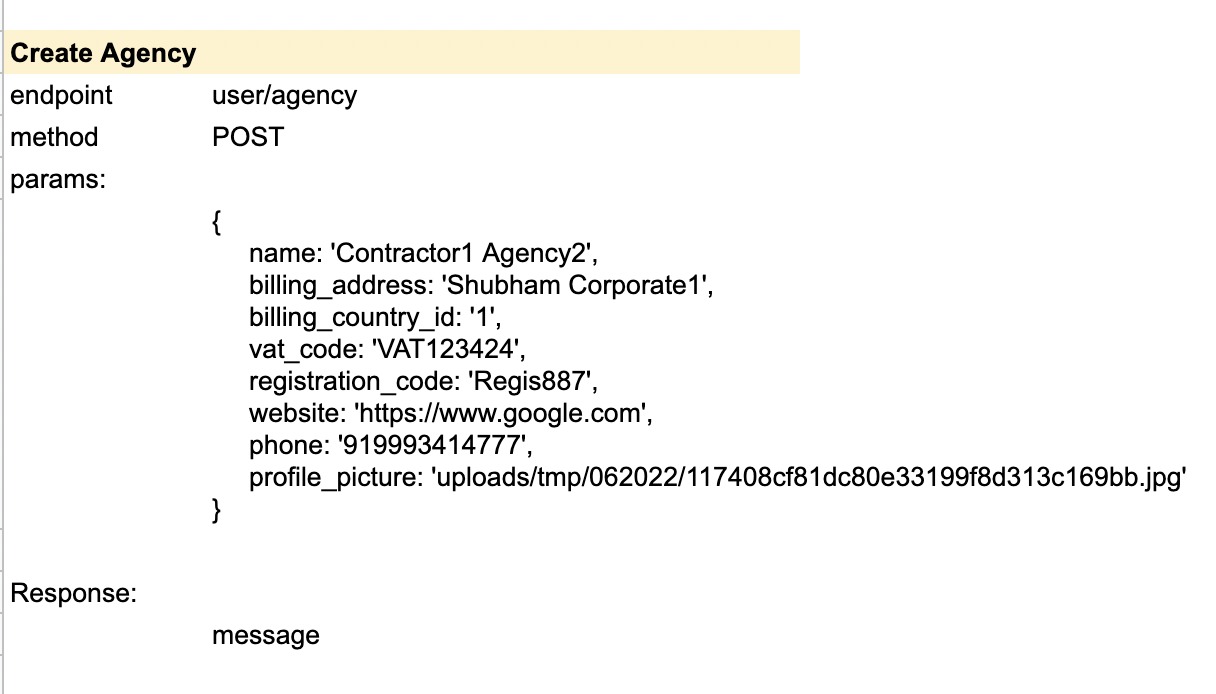 Create Agency
endpoint user/agency
method POST
params:
{
name: 'Contractor1 Agency2',
billing_address: 'Shubham Corporate1',
billing_country_id: '1',
vat_code: 'VAT123424',
registration_code: 'Regis887',
website: 'https://www.google.com',
phone: '919993414777',
profile_picture: 'uploads/tmp/062022/117408cf81dc80e33199f8d313c169bb.jpg'
}
Response:
message